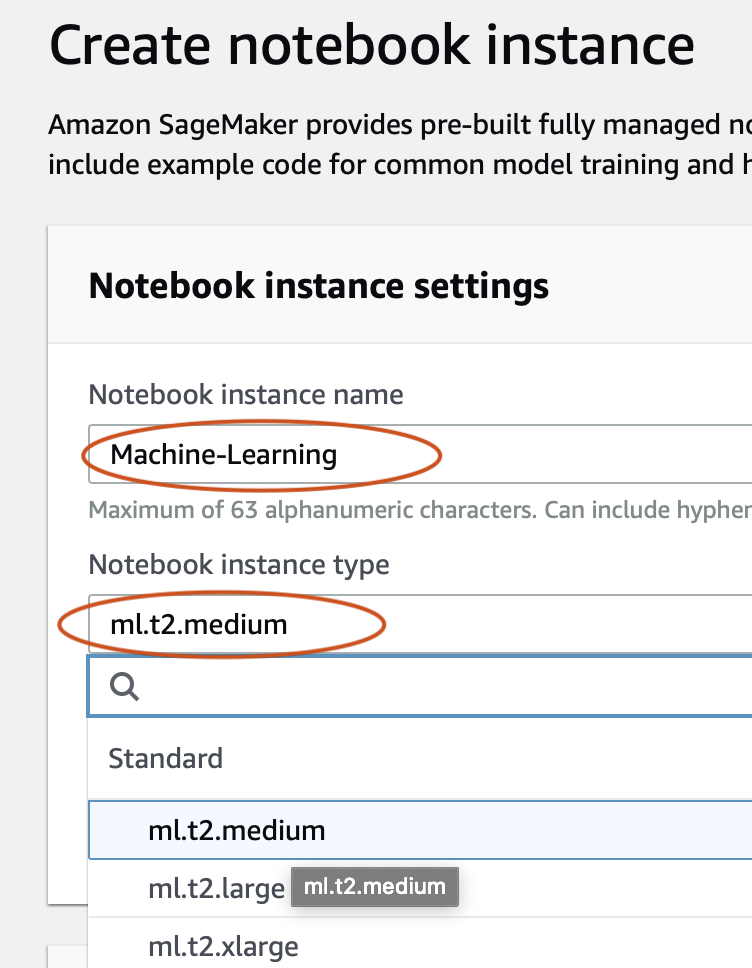 Create notebook instance
Amazon SageMaker provides pre-built fully managed
include example code for common model training and
Notebook instance settings
Notebook instance name
Machine-Learning
Maximum of 63 alphanumeric characters. Can include
Notebook instance type
ml.t2.medium
Standard
ml.t2.medium
ml.t2.large
ml.t2.medium
ml.t2.xlarge